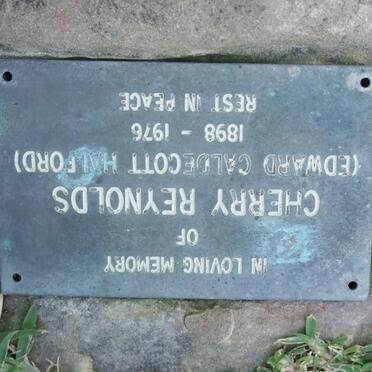 IN LOVING MEMORY
OF
CHERRY REYNOLDS
(EDWARD CALDECOTT HALFORD)
1898 - 1976
REST IN PEACE